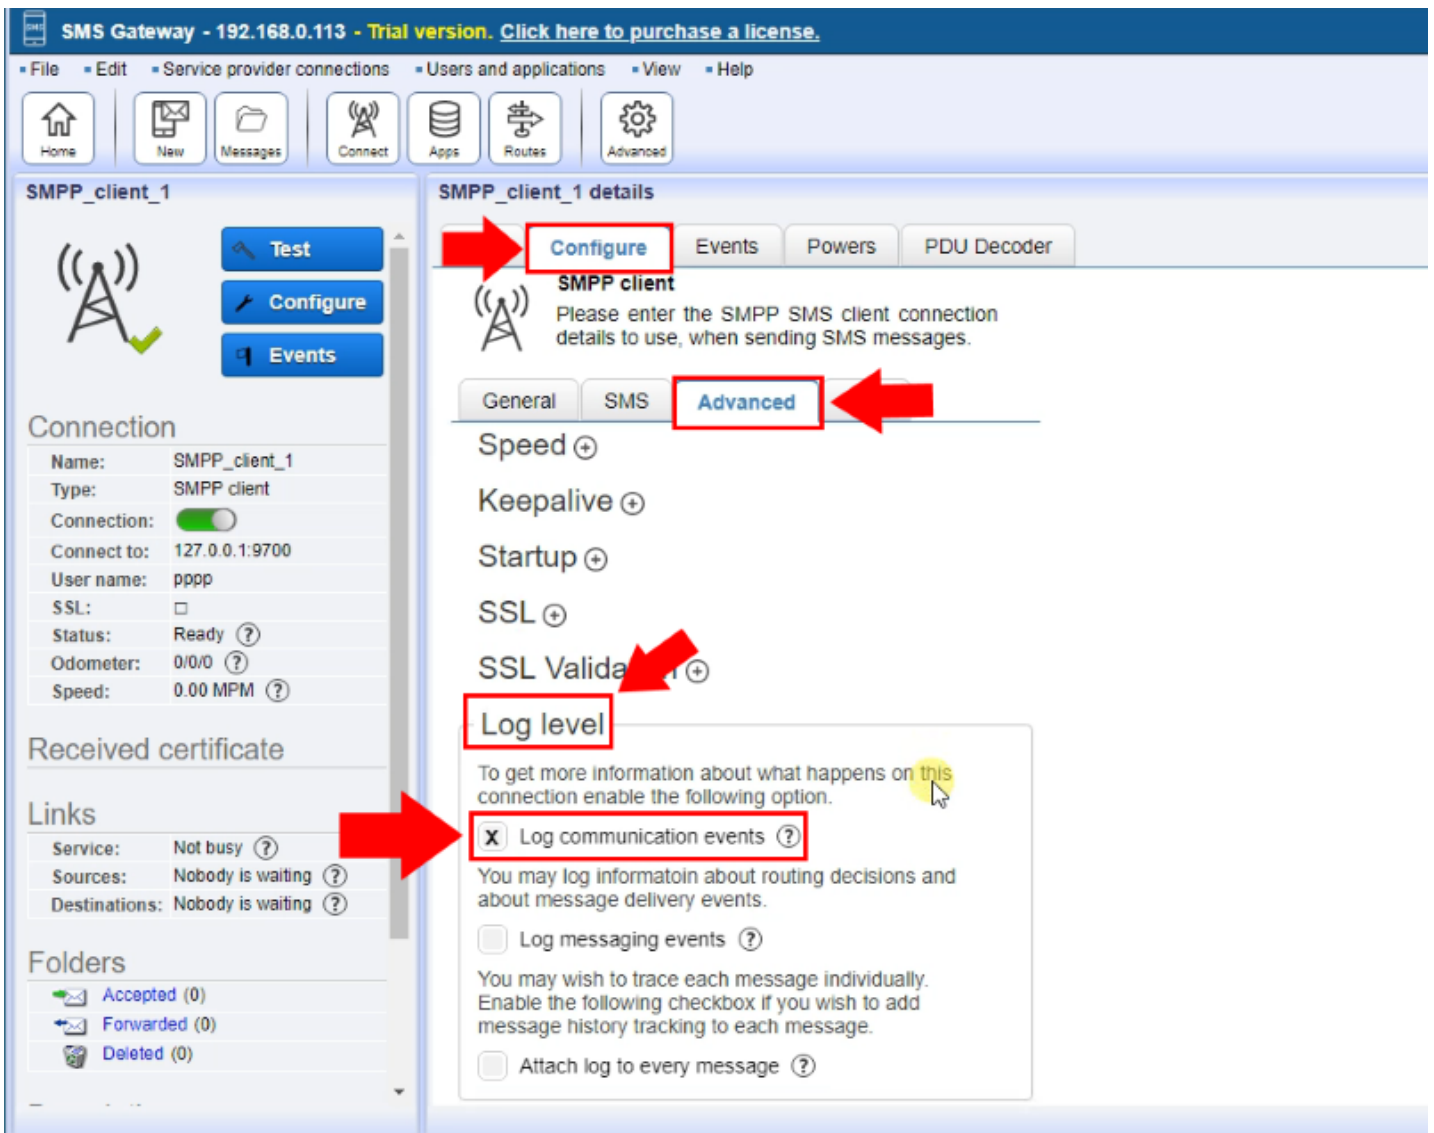 SMS Gateway - 192.168.0.113 - Trial version. Click here to purchase a license.
File Edit Service provider connections Users and applications View Help
Home New Messages Connect Apps Routes Advanced
SMPP_client_1
Test
Configure
Events
Connection
Name: SMPP_client_1
Type: SMPP client
Connection:
Connect to: 127.0.0.1:9700
User name: pppp
SSL:
Status: Ready ?
Odometer: 0/0/0 ?
Speed: 0.00 MPM ?
Received certificate
Links
Service: Not busy ?
Sources: Nobody is waiting ?
Destinations: Nobody is waiting ?
Folders
Accepted (0)
Forwarded (0)
Deleted (0)
SMPP_client_1 details
Configure Events Powers PDU Decoder
SMPP client
Please enter the SMPP SMS client connection
details to use, when sending SMS messages.
General SMS Advanced
Speed
Keepalive
Startup
SSL
SSL
Log level
To get more information about what happens on this
connection enable the following option.
X Log communication events ?
You may log informatoin about routing decisions and
about message delivery events.
Log messaging events ?
You may wish to trace each message individually.
Enable the following checkbox if you wish to add
message history tracking to each message.
Attach log to every message ?